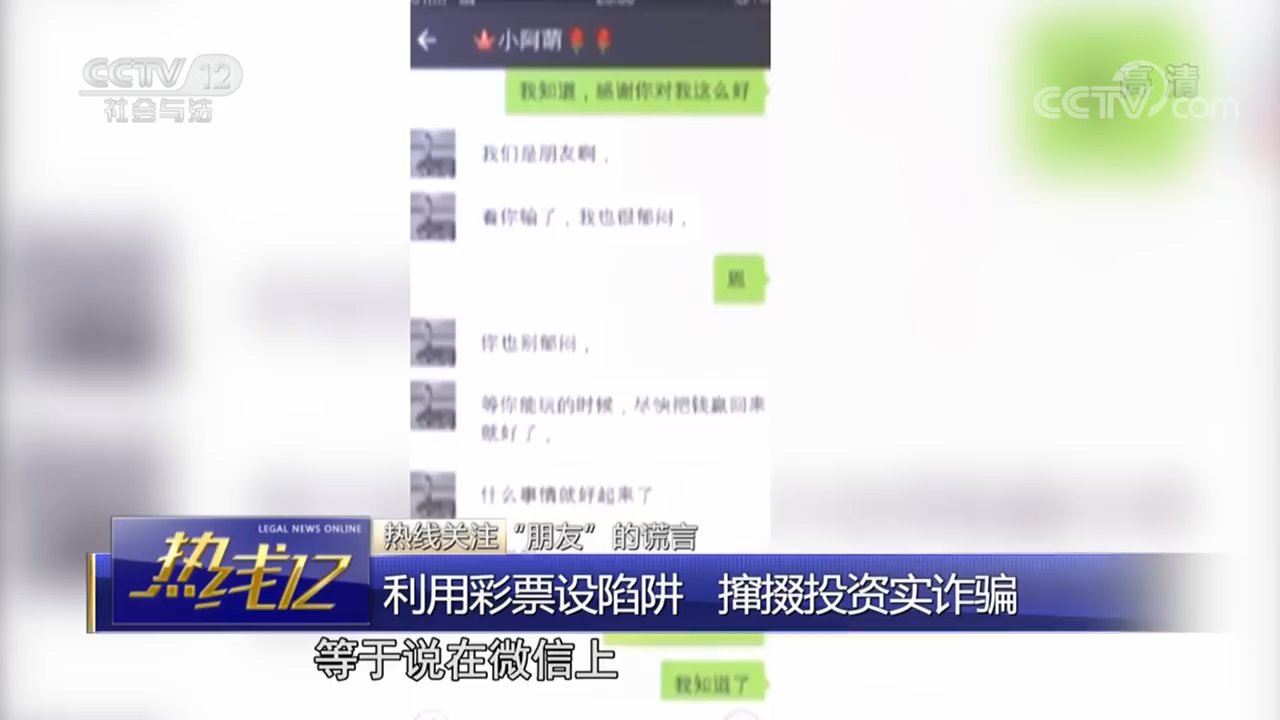 小阿萌
CCTV 12
社会与法
高清
CCTV.com
我知道，感谢你对我这么好
我们是朋友啊，
看你输了，我也很郁闷，
恩
你也别郁闷，
等你能玩的时候，尽快把钱赢回来
就好了，
什么事情就好起来了
LEGAL NEWS ONLINE
热线12
热线关注 “朋友”的谎言
利用彩票设陷阱 撺掇投资实诈骗
等于说在微信上
我知道了